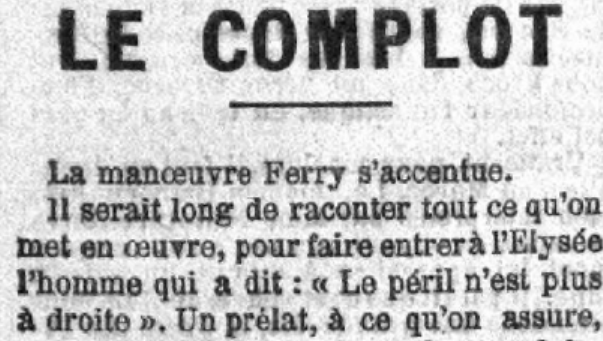 LE COMPLOT
La manœuvre Ferry s'accentue.
Il serait long de raconter tout ce qu'on
met en œuvre, pour faire entrer à l'Elysée
l'homme qui a dit : « Le péril n'est plus
à droite ». Un prélat, à ce qu'on assure,